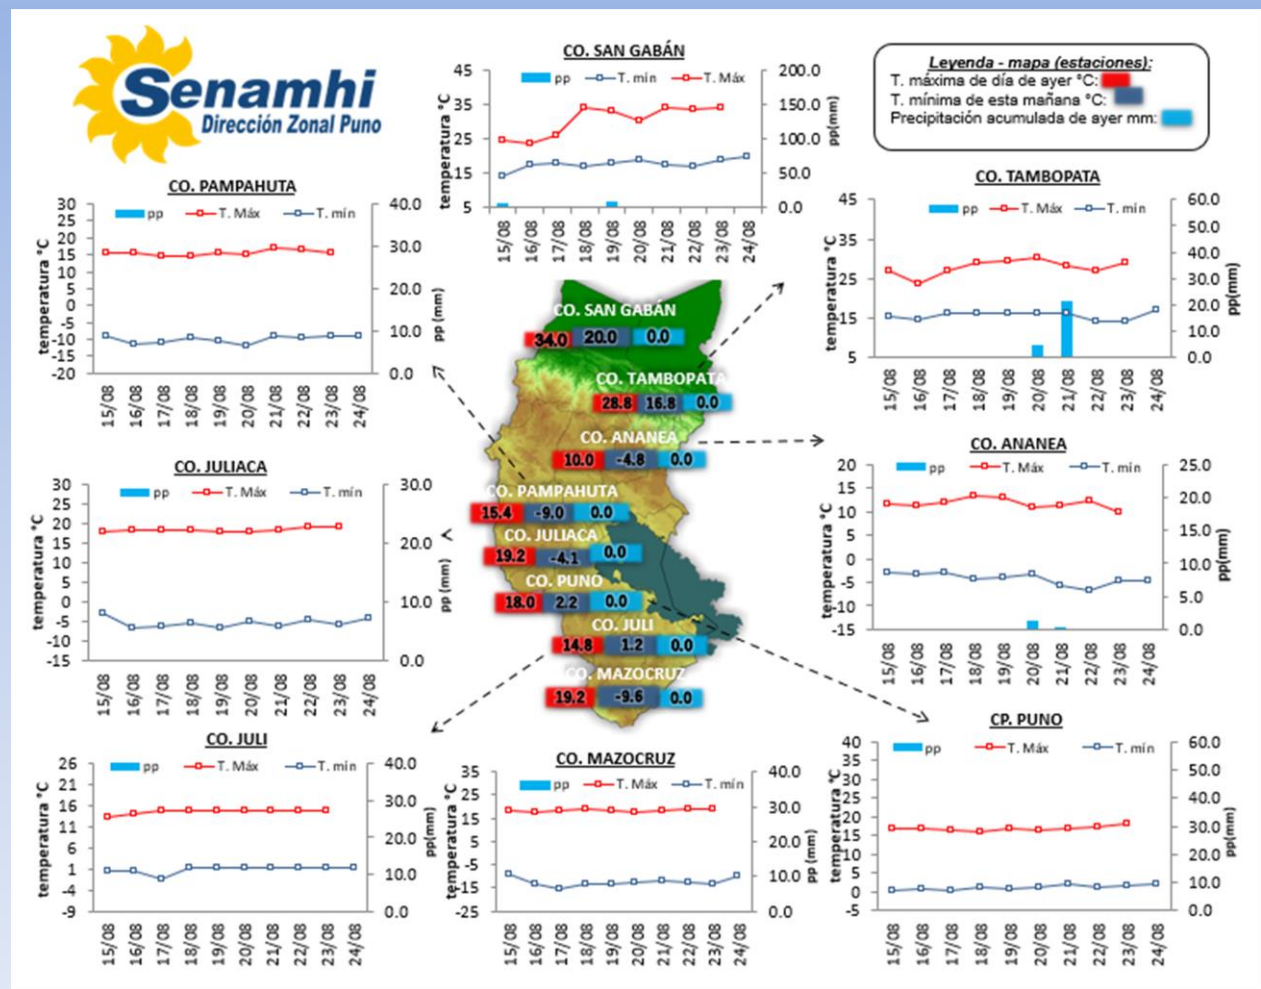 Senamhi
Dirección Zonal Puno
CO. SAN GABÁN
pp T. mín T. Máx
temperatura °C
45
35
25
15
5
200.0
150.0
100.0
50.0
0.0
pp(mm)
15/08 16/08 17/08 18/08 19/08 20/08 21/08 22/08 23/08 24/08
Leyenda - mapa (estaciones):
T. máxima de día de ayer °C:
T. mínima de esta mañana °C:
Precipitación acumulada de ayer mm:
CO. PAMPAHUTA
pp T. Máx T. mín
temperatura °C
30
25
20
15
10
5
0
-5
-10
-15
-20
40.0
30.0
20.0
10.0
0.0
pp (mm)
15/08 16/08 17/08 18/08 19/08 20/08 21/08 22/08 23/08 24/08
CO. TAMBOPATA
pp T. Máx T. mín
temperatura °C
45
35
25
15
5
60.0
50.0
40.0
30.0
20.0
10.0
0.0
pp(mm)
15/08 16/08 17/08 18/08 19/08 20/08 21/08 22/08 23/08 24/08
CO. SAN GABÁN
34.0 20.0 0.0
CO. TAMBOPATA
28.8 16.8 0.0
CO. ANANEA
10.0 -4.8 0.0
CO. PAMPAHUTA
15.4 -9.0 0.0
CO. JULIACA
19.2 -4.1 0.0
CO. PUNO
18.0 2.2 0.0
CO. JULI
14.8 1.2 0.0
CO. MAZOCRUZ
19.2 -9.6 0.0
CO. JULIACA
pp T. Máx T. mín
temperatura °C
30
25
20
15
10
5
0
-5
-10
-15
30.0
20.0
10.0
0.0
pp (mm)
15/08 16/08 17/08 18/08 19/08 20/08 21/08 22/08 23/08 24/08
CO. ANANEA
pp T. Máx T. mín
temperatura °C
20
15
10
5
0
-5
-10
-15
25.0
20.0
15.0
10.0
5.0
0.0
pp(mm)
15/08 16/08 17/08 18/08 19/08 20/08 21/08 22/08 23/08 24/08
CO. JULI
pp T. Máx T. mín
temperatura °C
26
21
16
11
6
1
-4
-9
40.0
30.0
20.0
10.0
0.0
pp(mm)
15/08 16/08 17/08 18/08 19/08 20/08 21/08 22/08 23/08 24/08
CO. MAZOCRUZ
pp T. Máx T. mín
temperatura °C
35
25
15
5
-5
-15
-25
40.0
30.0
20.0
10.0
0.0
pp (mm)
15/08 16/08 17/08 18/08 19/08 20/08 21/08 22/08 23/08 24/08
CP. PUNO
pp T. Máx T. mín
temperatura °C
40
35
30
25
20
15
10
5
0
-5
60.0
50.0
40.0
30.0
20.0
10.0
0.0
pp(mm)
15/08 16/08 17/08 18/08 19/08 20/08 21/08 22/08 23/08 24/08